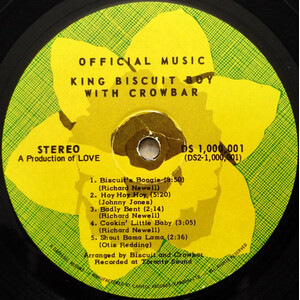 OFFICIAL MUSIC
KING BISCUIT BOY
WITH CROWBAR
STEREO
A Production of LOVE
DS 1,000,001
(DS2-1,000,001)
1. Biscuit's Boogie (8:50)
(Richard Newell)
2. Hoy Hoy Hoy, (5:20)
(Johnny Jones)
3. Badly Bent (2:14)
(Richard Newell)
4. Cookin' Little Baby (3:05)
(Richard Newell)
5. Shout Bama Lama (2:36)
(Otis Redding)
Arranged by Biscuit and Crowbar
Recorded at Toronto Sound